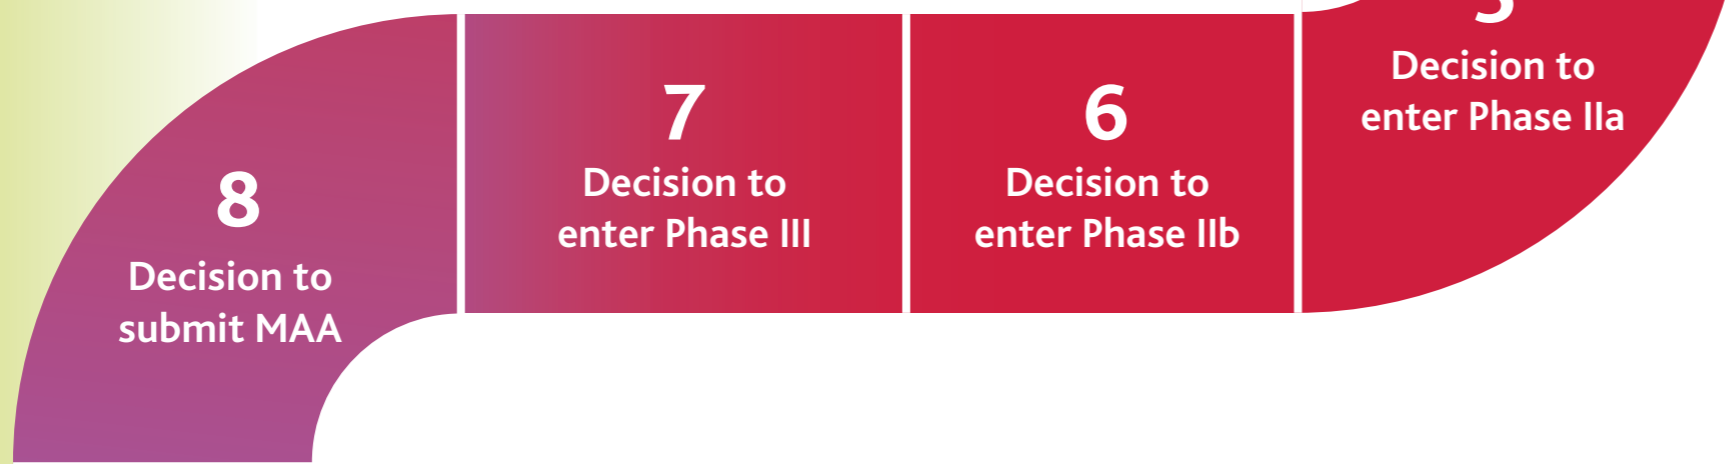 8
Decision to
submit MAA
7
Decision to
enter Phase III
6
Decision to
enter Phase IIb
Decision to
enter Phase IIa